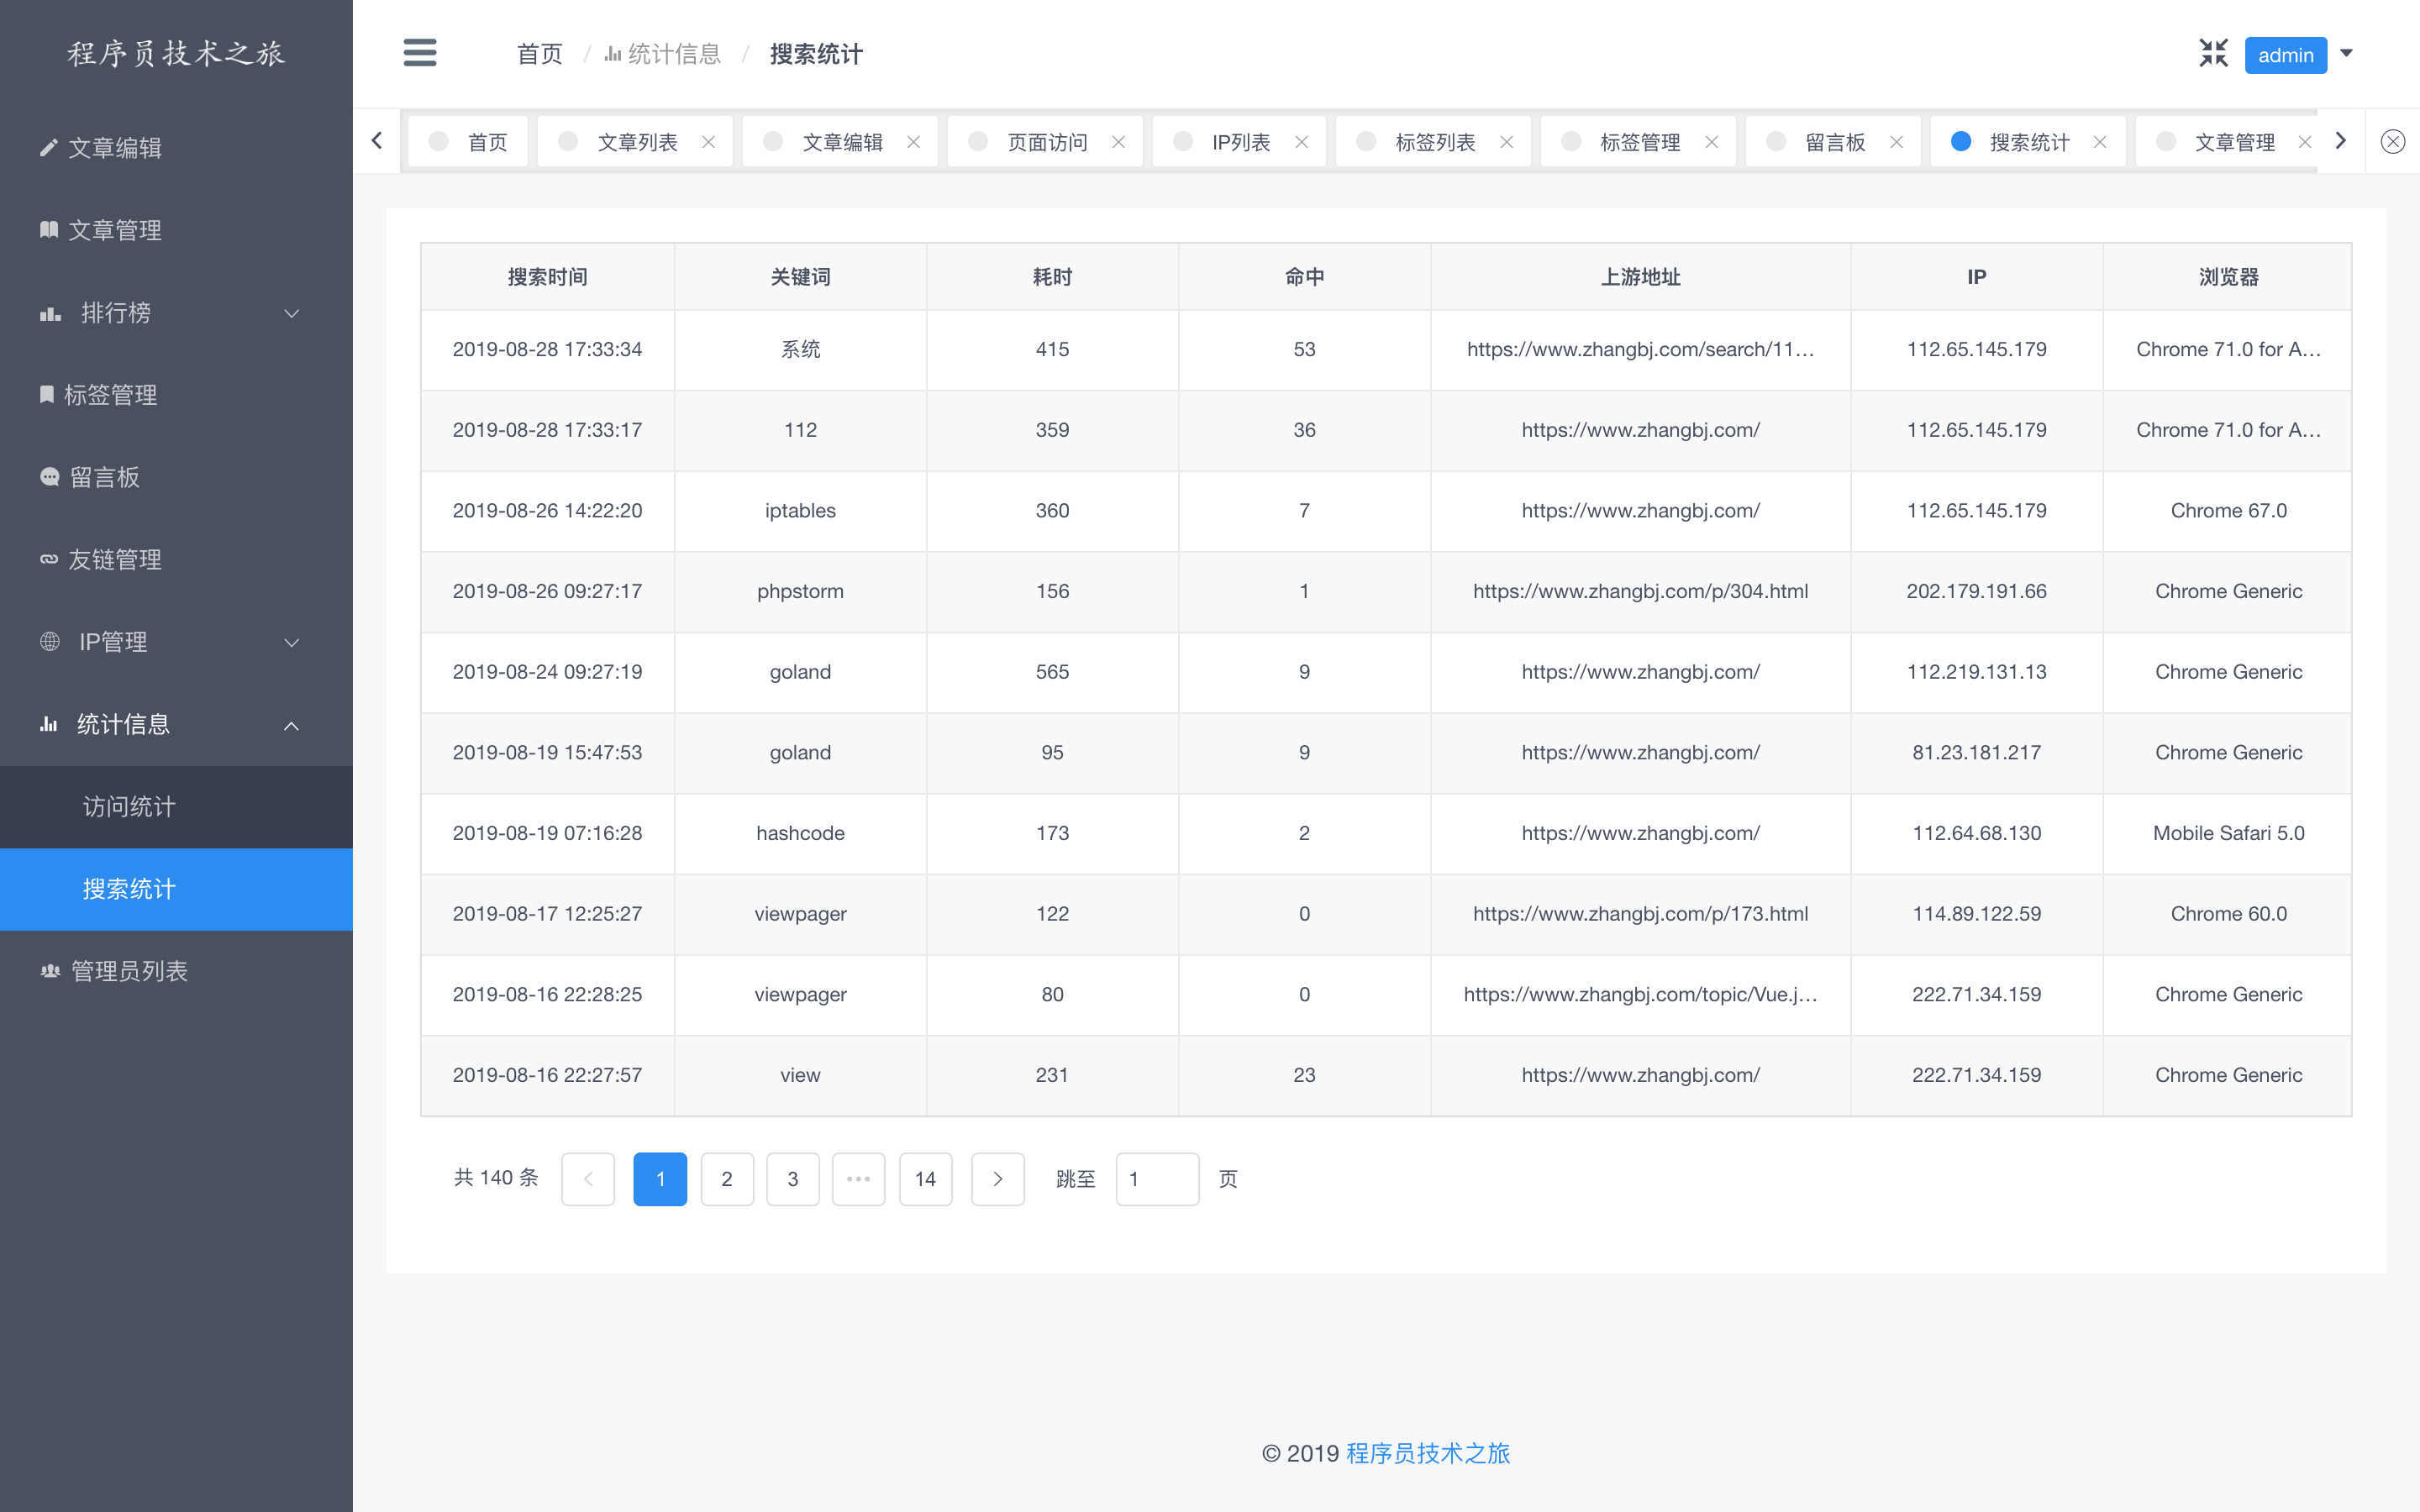 程序员技术之旅
文章编辑
文章管理
排行榜
标签管理
留言板
友链管理
IP管理
统计信息
访问统计
搜索统计
管理员列表
首页 / 统计信息 / 搜索统计
admin
首页 文章列表 文章编辑 页面访问 IP列表 标签列表 标签管理 留言板 搜索统计 文章管理
搜索时间 关键词 耗时 命中 上游地址 IP 浏览器
2019-08-28 17:33:34 系统 415 53 https://www.zhangbj.com/search/11… 112.65.145.179 Chrome 71.0 for A…
2019-08-28 17:33:17 112 359 36 https://www.zhangbj.com/ 112.65.145.179 Chrome 71.0 for A…
2019-08-26 14:22:20 iptables 360 7 https://www.zhangbj.com/ 112.65.145.179 Chrome 67.0
2019-08-26 09:27:17 phpstorm 156 1 https://www.zhangbj.com/p/304.html 202.179.191.66 Chrome Generic
2019-08-24 09:27:19 goland 565 9 https://www.zhangbj.com/ 112.219.131.13 Chrome Generic
2019-08-19 15:47:53 goland 95 9 https://www.zhangbj.com/ 81.23.181.217 Chrome Generic
2019-08-19 07:16:28 hashcode 173 2 https://www.zhangbj.com/ 112.64.68.130 Mobile Safari 5.0
2019-08-17 12:25:27 viewpager 122 0 https://www.zhangbj.com/p/173.html 114.89.122.59 Chrome 60.0
2019-08-16 22:28:25 viewpager 80 0 https://www.zhangbj.com/topic/Vue.j… 222.71.34.159 Chrome Generic
2019-08-16 22:27:57 view 231 23 https://www.zhangbj.com/ 222.71.34.159 Chrome Generic
共 140 条 1 2 3 ••• 14 跳至 1 页
© 2019 程序员技术之旅